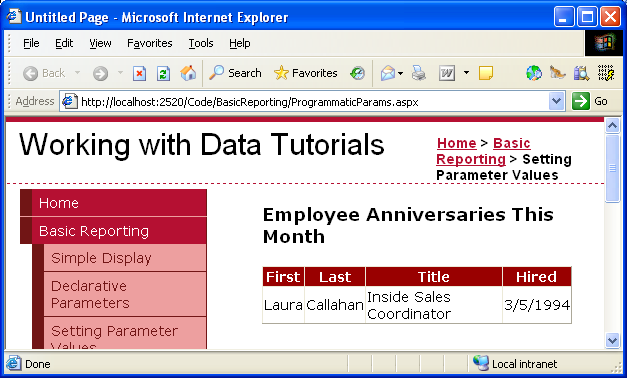 Untitled Page - Microsoft Internet Explorer
File Edit View Favorites Tools Help
Back Search Favorites
Address http://localhost:2520/Code/BasicReporting/ProgrammaticParams.aspx Go
Working with Data Tutorials
Home > Basic
Reporting > Setting
Parameter Values
Home
Basic Reporting
Simple Display
Declarative
Parameters
Setting Parameter
Values
Employee Anniversaries This
Month
First Last Title Hired
Laura Callahan Inside Sales
Coordinator 3/5/1994
Done Local intranet